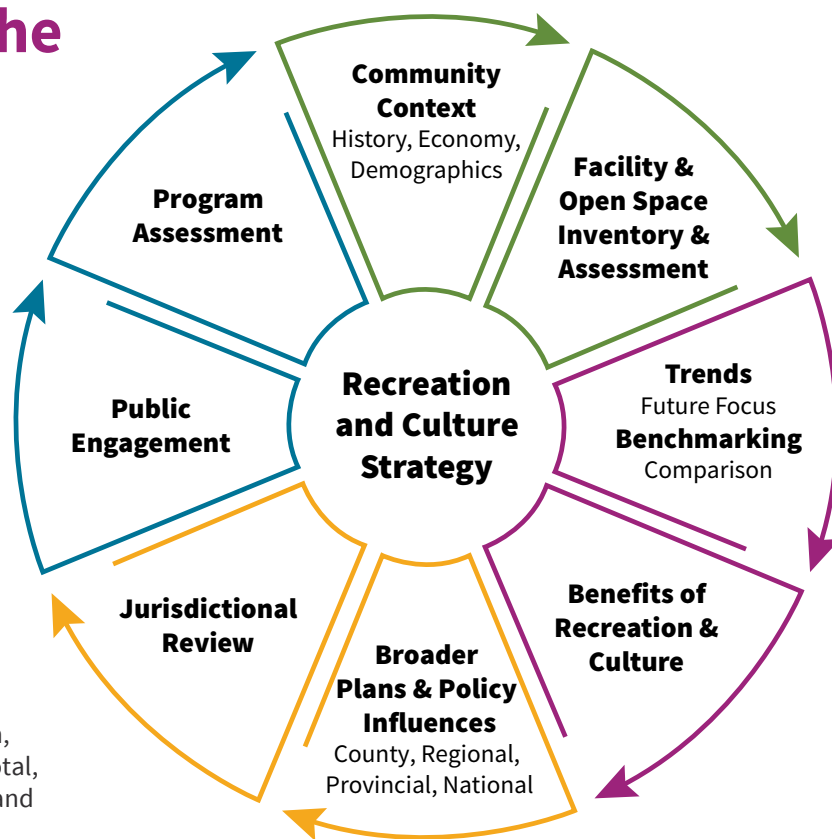 he
Community
Context
History, Economy,
Demographics
Facility &
Open Space
Inventory &
Assessment
Trends
Future Focus
Benchmarking
Comparison
Benefits of
Recreation &
Culture
Broader
Plans & Policy
Influences
County, Regional,
Provincial, National
Jurisdictional
Review
Public
Engagement
Program
Assessment
Recreation
and Culture
Strategy
otal,
and